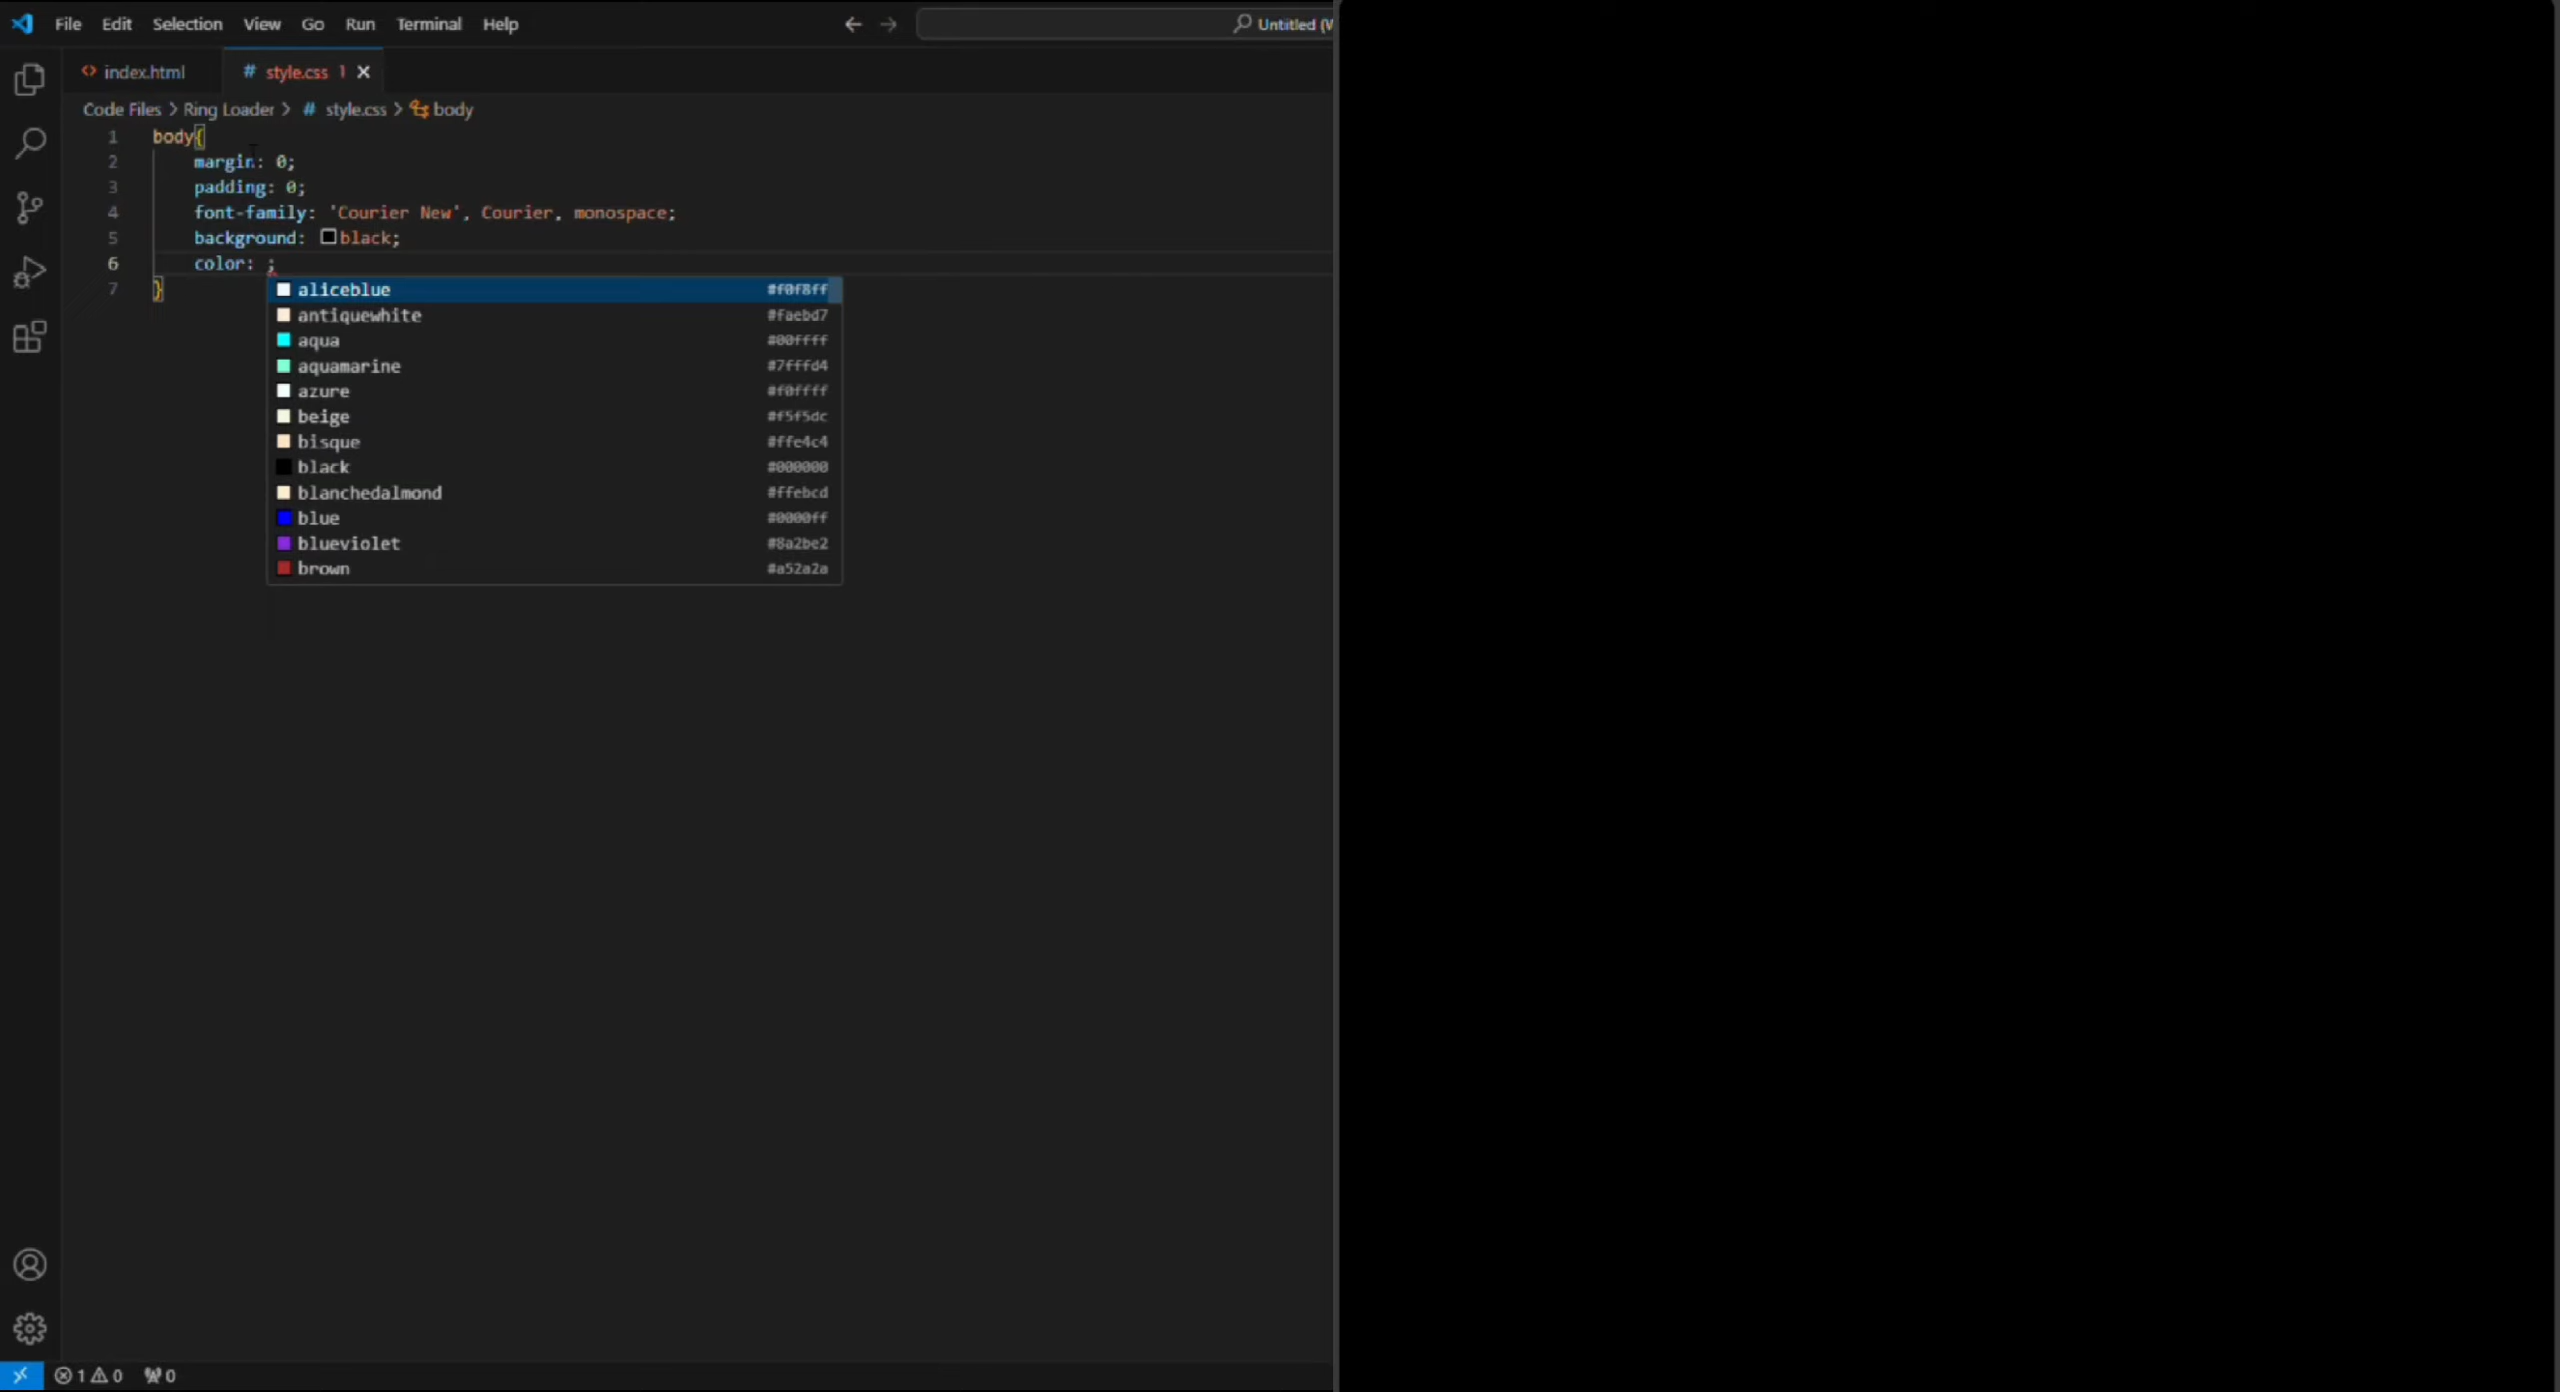 File Edit Selection View Go Run Terminal Help
Untitled (W
index.html
# style.css 1
Code Files > Ring Loader > # style.css > body
1 body{
2 margin: 0;
3 padding: 0;
4 font-family: 'Courier New', Courier, monospace;
5 background: black;
6 color: ;
7 }
aliceblue #f0f8ff
antiquewhite #faebd7
aqua #00ffff
aquamarine #7fffd4
azure #f0ffff
beige #f5f5dc
bisque #ffe4c4
black #000000
blanchedalmond #ffebcd
blue #0000ff
blueviolet #8a2be2
brown #a52a2a
1 0 0